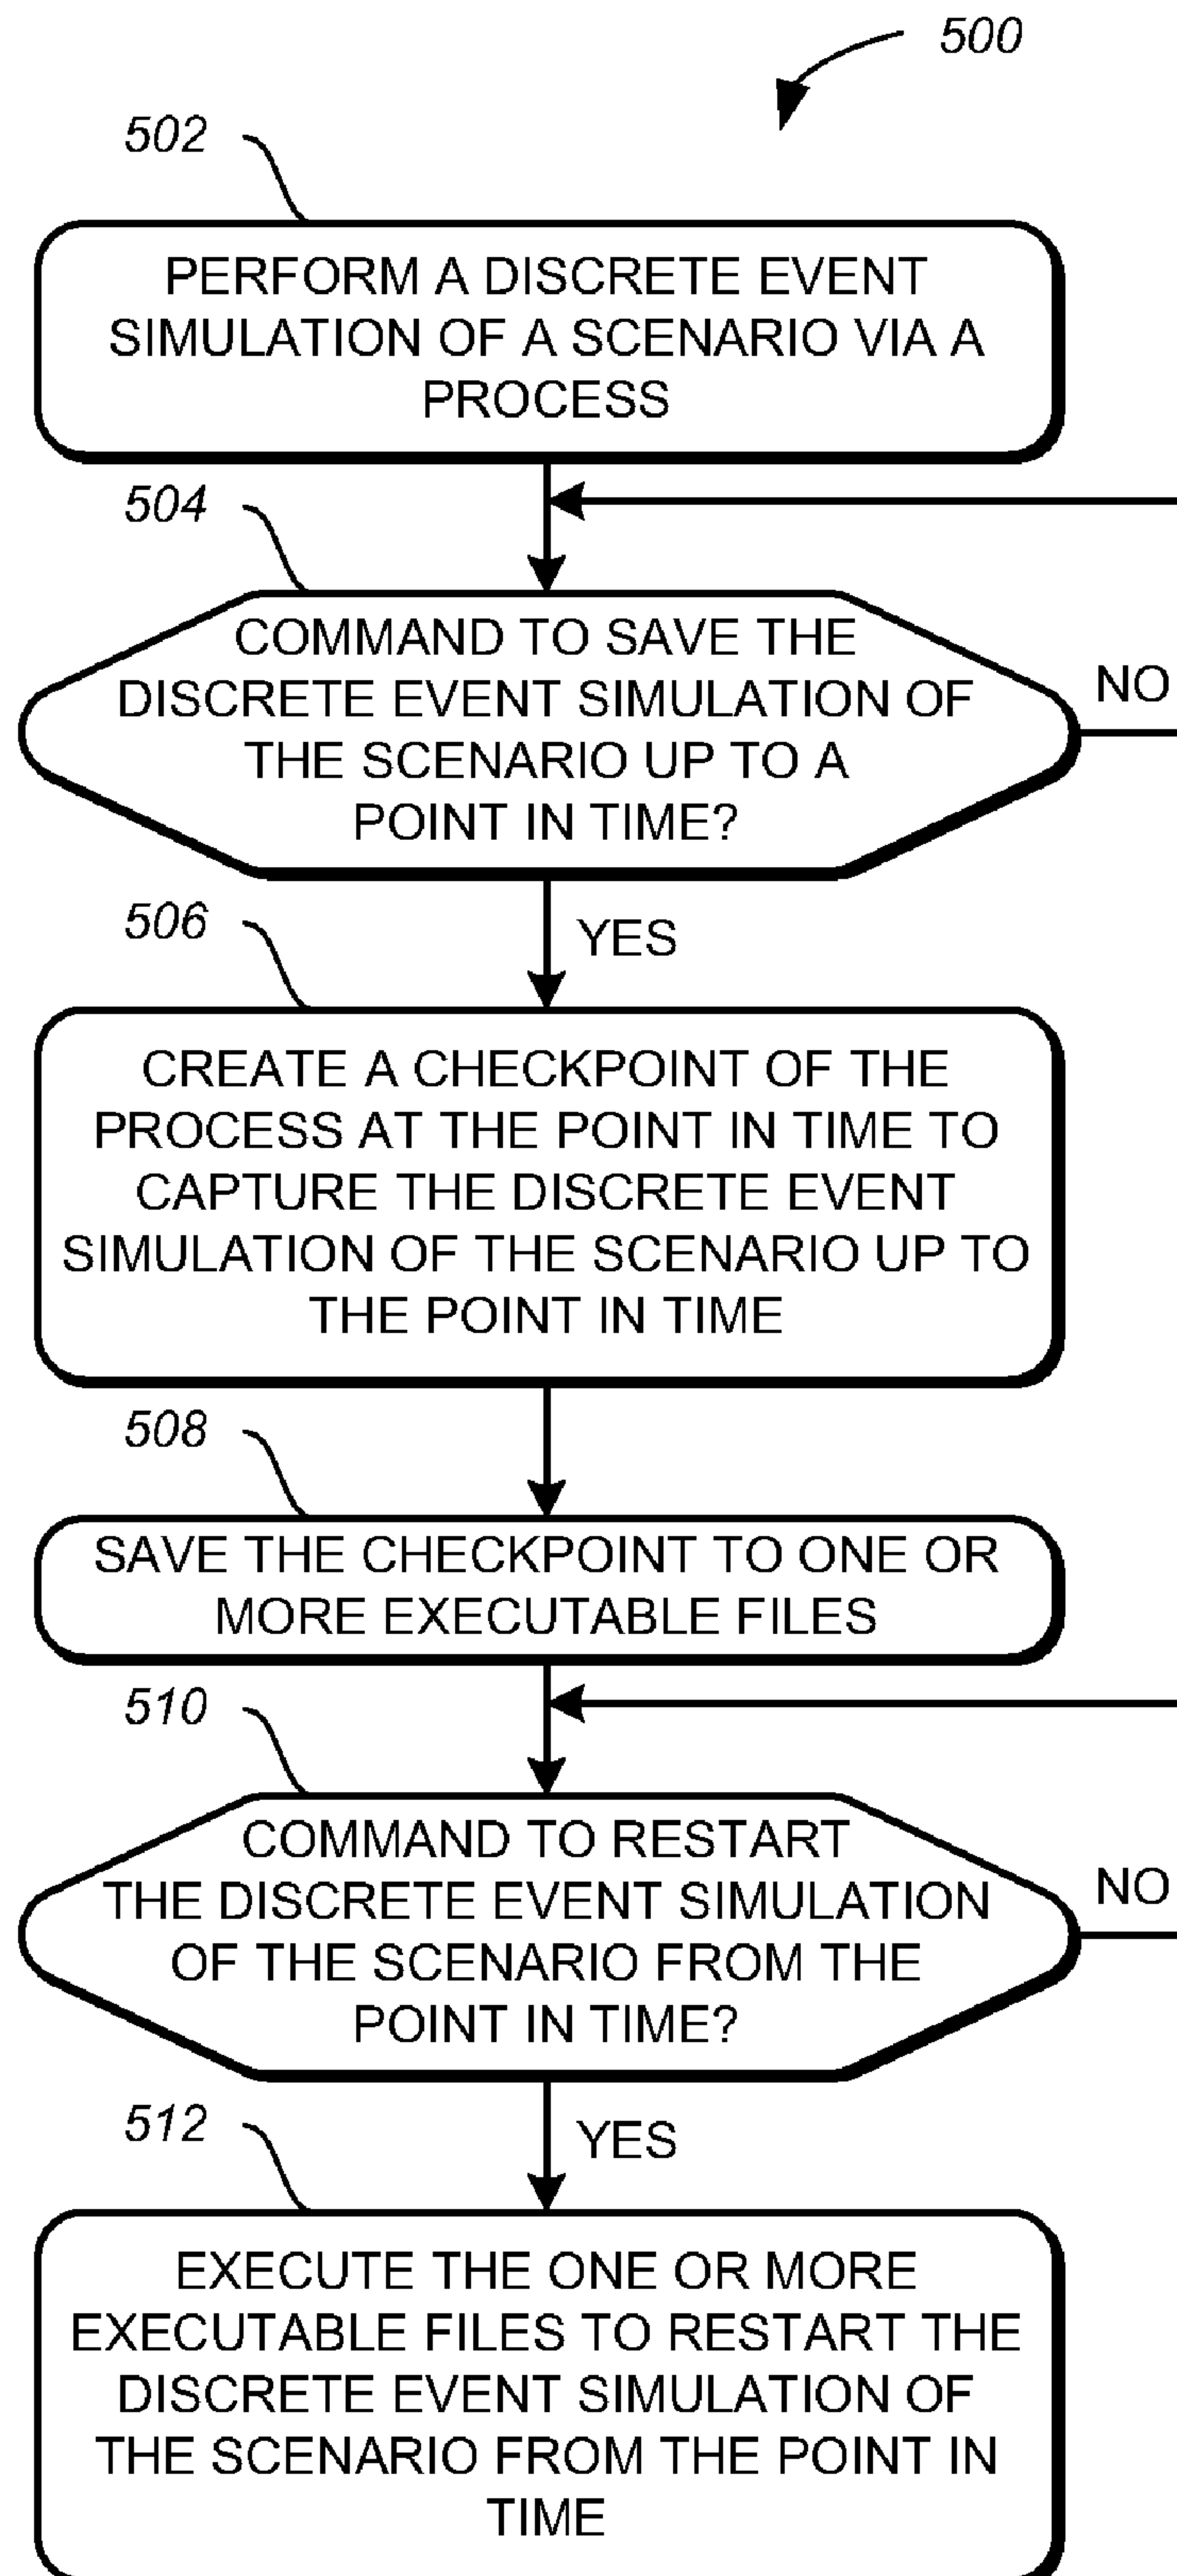 500
502
PERFORM A DISCRETE EVENT
SIMULATION OF A SCENARIO VIA A
PROCESS
504
COMMAND TO SAVE THE
DISCRETE EVENT SIMULATION OF
THE SCENARIO UP TO A
POINT IN TIME?
NO
506
YES
CREATE A CHECKPOINT OF THE
PROCESS AT THE POINT IN TIME TO
CAPTURE THE DISCRETE EVENT
SIMULATION OF THE SCENARIO UP TO
THE POINT IN TIME
508
SAVE THE CHECKPOINT TO ONE OR
MORE EXECUTABLE FILES
510
COMMAND TO RESTART
THE DISCRETE EVENT SIMULATION
OF THE SCENARIO FROM THE
POINT IN TIME?
NO
512
YES
EXECUTE THE ONE OR MORE
EXECUTABLE FILES TO RESTART THE
DISCRETE EVENT SIMULATION OF
THE SCENARIO FROM THE POINT IN
TIME